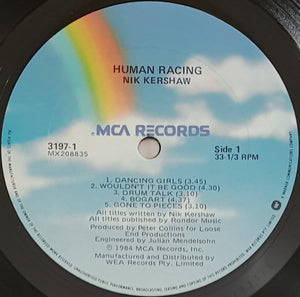 HUMAN RACING
NIK KERSHAW
MCA RECORDS
3197-1
MX208835
Side 1
33-1/3 RPM
1. DANCING GIRLS (3.45)
2. WOULDN'T IT BE GOOD (4.30)
3. DRUM TALK (3.10)
4. BOGART (4.30)
5. GONE TO PIECES (3.10)
All titles written by Nik Kershaw
All titles published by Rondor Music
Produced by Peter Collins for Loose
End Productions
Engineered by Julian Mendelsohn
℗ 1984 MCA Records, Inc.
Manufactured and Distributed by
WEA Records Pty. Limited